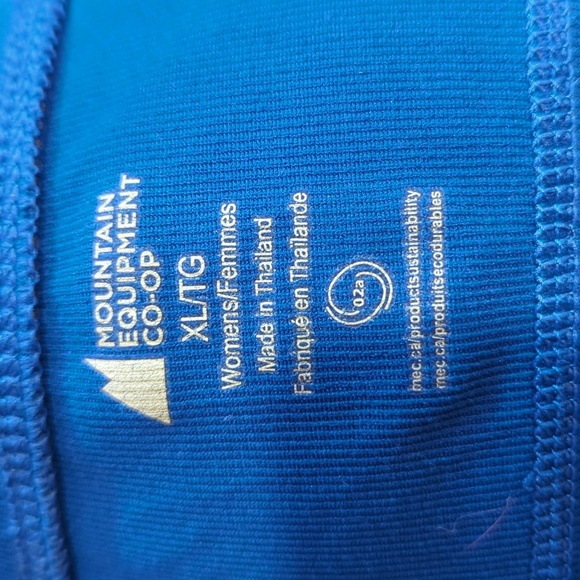 MOUNTAIN
EQUIPMENT
CO-OP
XL/TG
Womens/Femmes
Made in Thailand
Fabriqué en Thaïlande
02a
mec.ca/productsustainability
mec.ca/produitsecodurables